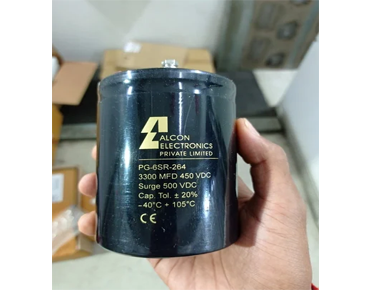 ALCON
ELECTRONICS
PRIVATE LIMITED
PG-6SR-264
3300 MFD 450 VDC
Surge 500 VDC
Cap. Tol. ± 20%
–40°C + 105°C
CE